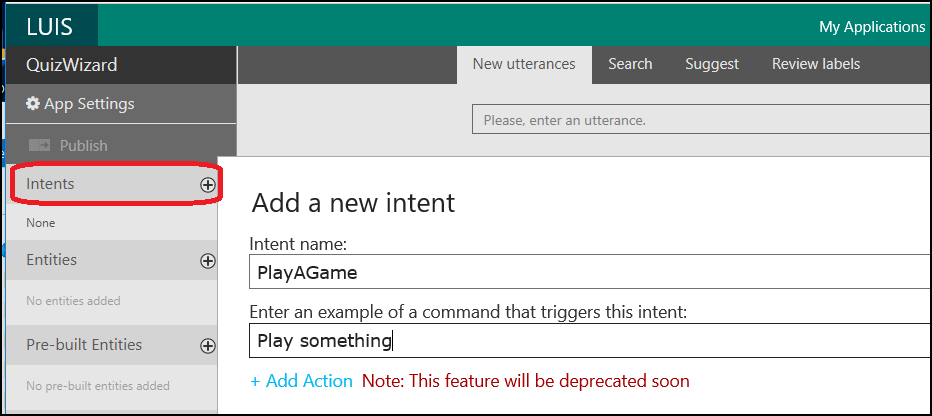 LUIS
My Applications
QuizWizard
New utterances Search Suggest Review labels
App Settings
Please, enter an utterance.
Publish
Intents
None
Entities
No entities added
Pre-built Entities
No pre-built entities added
Add a new intent
Intent name:
PlayAGame
Enter an example of a command that triggers this intent:
Play something
+ Add Action Note: This feature will be deprecated soon